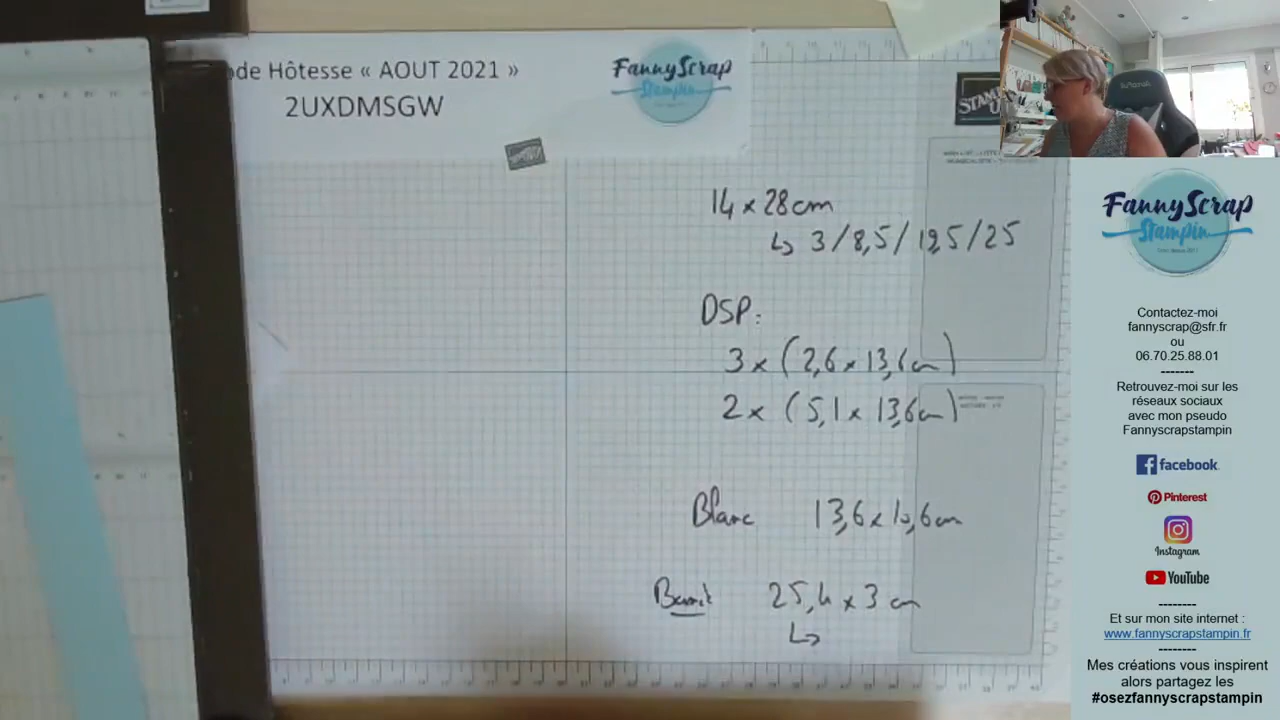 ode Hôtesse « AOUT 2021 »
2UXDMSGW
FannyScrap
Stampin
14 x 28 cm
↳ 3 / 8,5 / 19,5 / 25
DSP :
3 x (2,6 x 13,6 cm)
2 x (5,1 x 13,6 cm)
Blanc 13,6 x 10,6 cm
25,4 x 3 cm
↳
STAMPIN
FannyScrap
Stampin
Contactez-moi
fannyscrap@sfr.fr
ou
06.70.25.88.01
-------
Retrouvez-moi sur les
réseaux sociaux
avec mon pseudo
Fannyscrapstampin
facebook
Pinterest
Instagram
YouTube
--------
Et sur mon site internet :
www.fannyscrapstampin.fr
-------
Mes créations vous inspirent
alors partagez les
#osezfannyscrapstampin